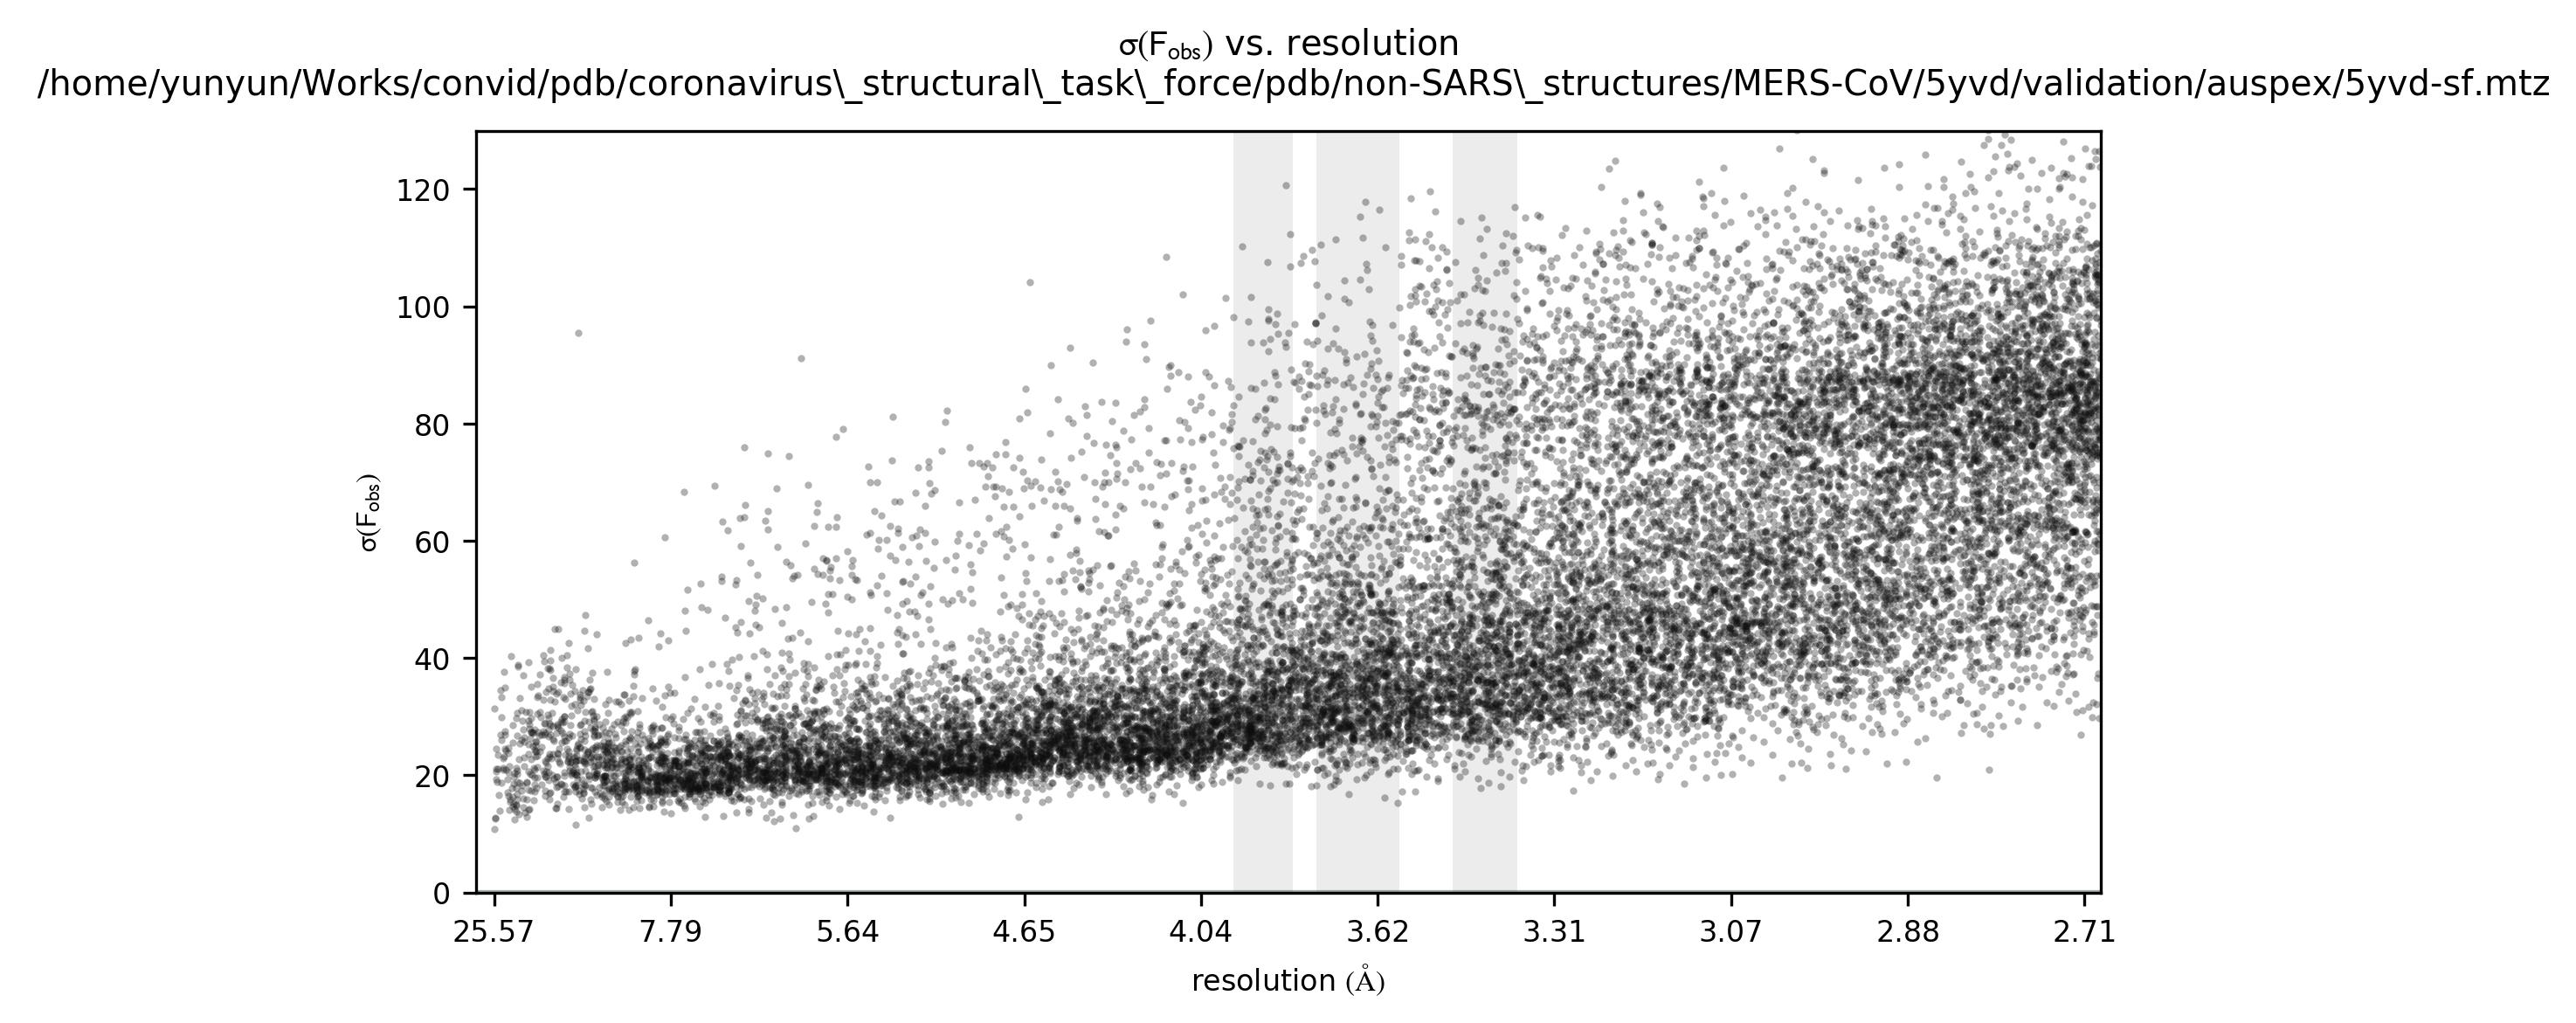 σ(F_obs) vs. resolution
/home/yunyun/Works/convid/pdb/coronavirus\_structural\_task\_force/pdb/non-SARS\_structures/MERS-CoV/5yvd/validation/auspex/5yvd-sf.mtz
120
100
80
60
40
20
0
σ(F_obs)
25.57 7.79 5.64 4.65 4.04 3.62 3.31 3.07 2.88 2.71
resolution (Å)